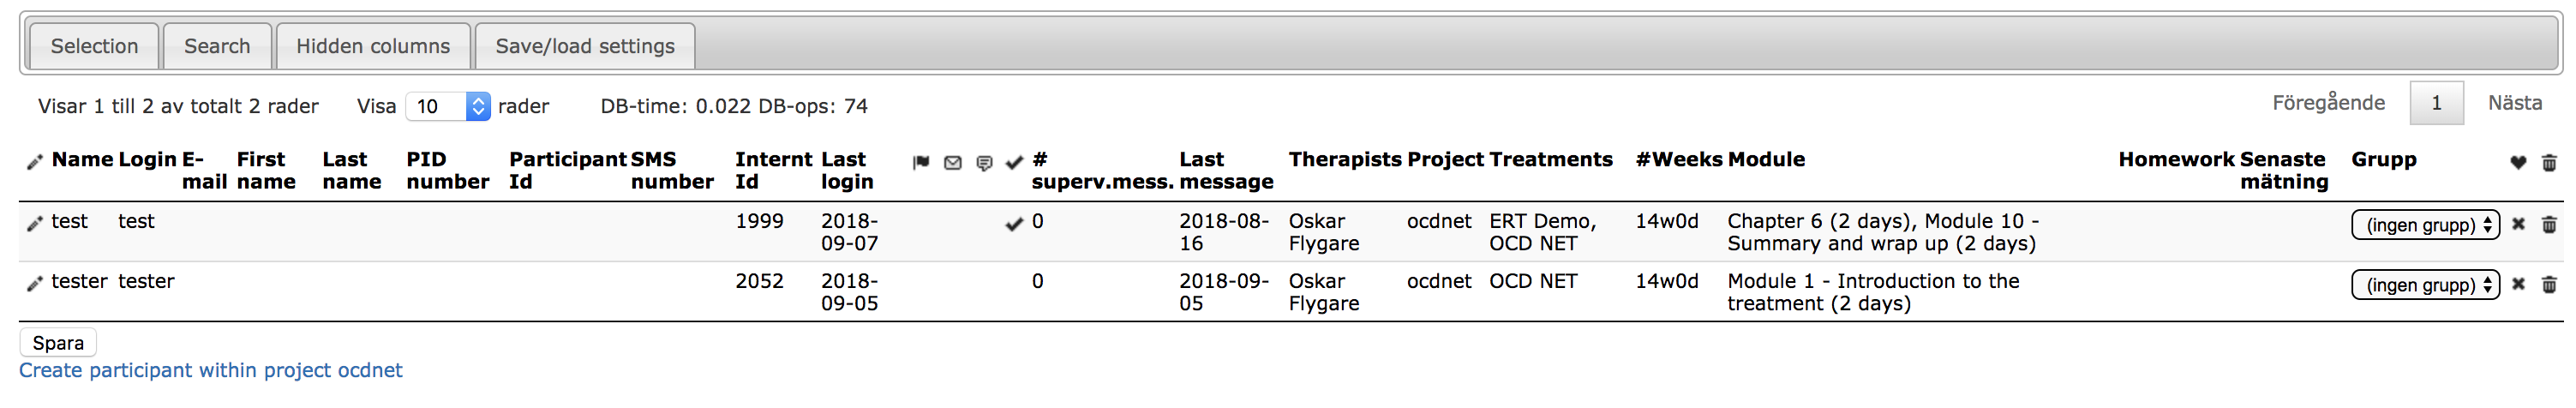 Selection Search Hidden columns Save/load settings
Visar 1 till 2 av totalt 2 rader Visa 10 rader DB-time: 0.022 DB-ops: 74 Föregående 1 Nästa
Name Login E- First Last PID Participant SMS Internt Last # Last Therapists Project Treatments #Weeks Module Homework Senaste Grupp
mail name name number Id number Id login superv.mess. message mätning
test test 1999 2018- 0 2018-08- Oskar ocdnet ERT Demo, 14w0d Chapter 6 (2 days), Module 10 - (ingen grupp)
09-07 16 Flygare OCD NET Summary and wrap up (2 days)
tester tester 2052 2018- 0 2018-09- Oskar ocdnet OCD NET 14w0d Module 1 - Introduction to the (ingen grupp)
09-05 05 Flygare treatment (2 days)
Spara
Create participant within project ocdnet